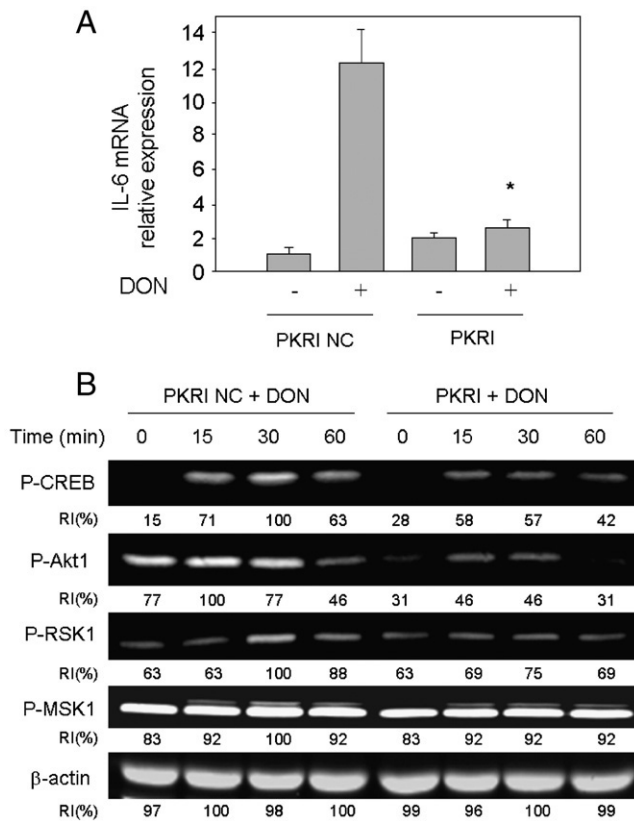 A
IL-6 mRNA
relative expression
14
12
10
8
6
4
2
0
*
DON - + - +
PKRI NC PKRI
B
PKRI NC + DON PKRI + DON
Time (min) 0 15 30 60 0 15 30 60
P-CREB
RI(%) 15 71 100 63 28 58 57 42
P-Akt1
RI(%) 77 100 77 46 31 46 46 31
P-RSK1
RI(%) 63 63 100 88 63 69 75 69
P-MSK1
RI(%) 83 92 100 92 83 92 92 92
β-actin
RI(%) 97 100 98 100 99 96 100 99